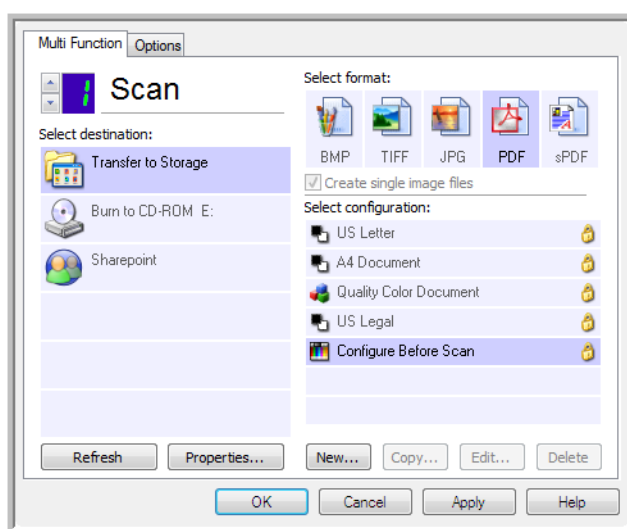 Multi Function
Options
1 Scan
Select destination:
Transfer to Storage
Burn to CD-ROM E:
Sharepoint
Refresh
Properties...
Select format:
BMP
TIFF
JPG
PDF
sPDF
Create single image files
Select configuration:
US Letter
A4 Document
Quality Color Document
US Legal
Configure Before Scan
New...
Copy...
Edit...
Delete
OK
Cancel
Apply
Help